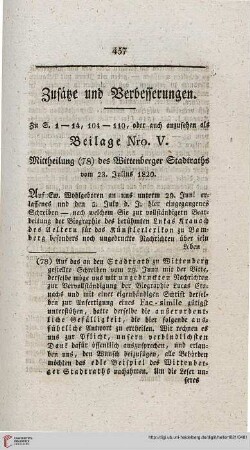 437
Zusätze und Verbesserungen.
Zu S. 1—14, 104—110, oder auch anzusehen als
Beilage Nro. V.
Mittheilung (78) des Wittenberger Stadtraths
vom 28. Julius 1820.
Auf Ew. Wohlgeboren an uns unterm 29. Juni er-
lassenes und den 2. July d. J. hier eingegangenes
Schreiben — nach welchem Sie zur vollständigern Bear-
beitung der Biographie des berühmten Lukas Kranach
des Aeltern für das Künstlerlexikon zu Bam-
berg besonders noch ungedruckte Nachrichten über sein
Leben
(78) Auf das an den Stadtrath zu Wittenberg
gestellte Schreiben vom 29. Juni mit der Wie-
derholte möge uns mit ungedruckten Nachrichten
zur Vervollständigung der Biographie Lucas Cra-
nachs und mit einer eigenhändigen Schrift dessel-
ben zur Anfertigung eines Fac-simile gütigst
unterstützen, hatte derselbe die außerordent-
liche Gefälligkeit, die hier folgende aus-
führliche Antwort zu ertheilen. Wir rechnen es
uns zur Pflicht, unsern verbindlichsten
Dank dafür öffentlich auszusprechen, und erlau-
ben uns, den Wunsch beizufügen, alle Behörden
möchten das edle Beispiel des Wittenber-
ger Stadtraths nachahmen. Um die Leser un-
seres